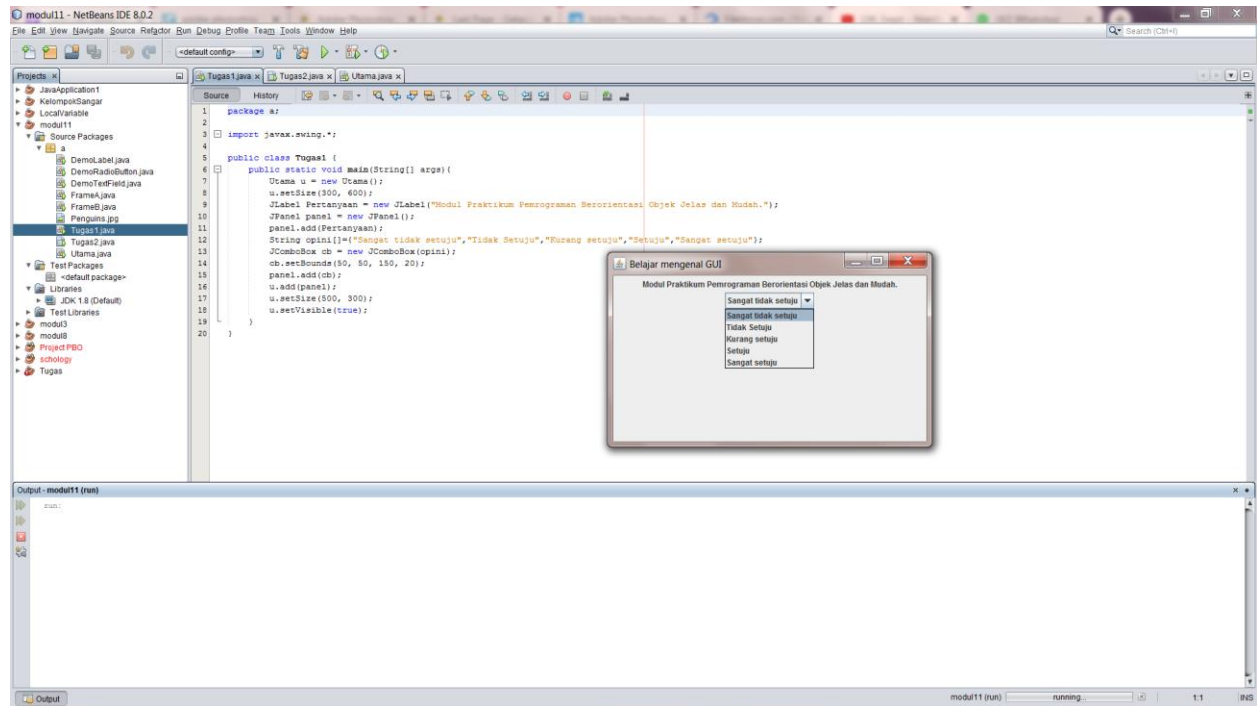 modul11 - NetBeans IDE 8.0.2
File Edit View Navigate Source Refactor Run Debug Profile Team Tools Window Help
Search (Ctrl+I)
<default config>
Projects
Tugas1.java Tugas2.java Utama.java
Source History
JavaApplication1
KelompokSangar
LocalVariable
modul11
Source Packages
a
DemoLabel.java
DemoRadioButton.java
DemoTextField.java
FrameA.java
FrameB.java
Penguins.jpg
Tugas1.java
Tugas2.java
Utama.java
Test Packages
<default package>
Libraries
JDK 1.8 (Default)
Test Libraries
modul3
modul8
Project PBO
schology
Tugas
1 package a;
2
3 import javax.swing.*;
4
5 public class Tugas1 {
6 public static void main(String[] args){
7 Utama u = new Utama();
8 u.setSize(300, 600);
9 JLabel Pertanyaan = new JLabel("Modul Praktikum Pemrograman Berorientasi Objek Jelas dan Mudah.");
10 JPanel panel = new JPanel();
11 panel.add(Pertanyaan);
12 String opini[]={"Sangat tidak setuju","Tidak Setuju","Kurang setuju","Setuju","Sangat setuju"};
13 JComboBox cb = new JComboBox(opini);
14 cb.setBounds(50, 50, 150, 20);
15 panel.add(cb);
16 u.add(panel);
17 u.setSize(500, 300);
18 u.setVisible(true);
19 }
20 }
Belajar mengenal GUI
Modul Praktikum Pemrograman Berorientasi Objek Jelas dan Mudah.
Sangat tidak setuju
Sangat tidak setuju
Tidak Setuju
Kurang setuju
Setuju
Sangat setuju
Output - modul11 (run)
run:
Output
modul11 (run) running... 1:1 INS